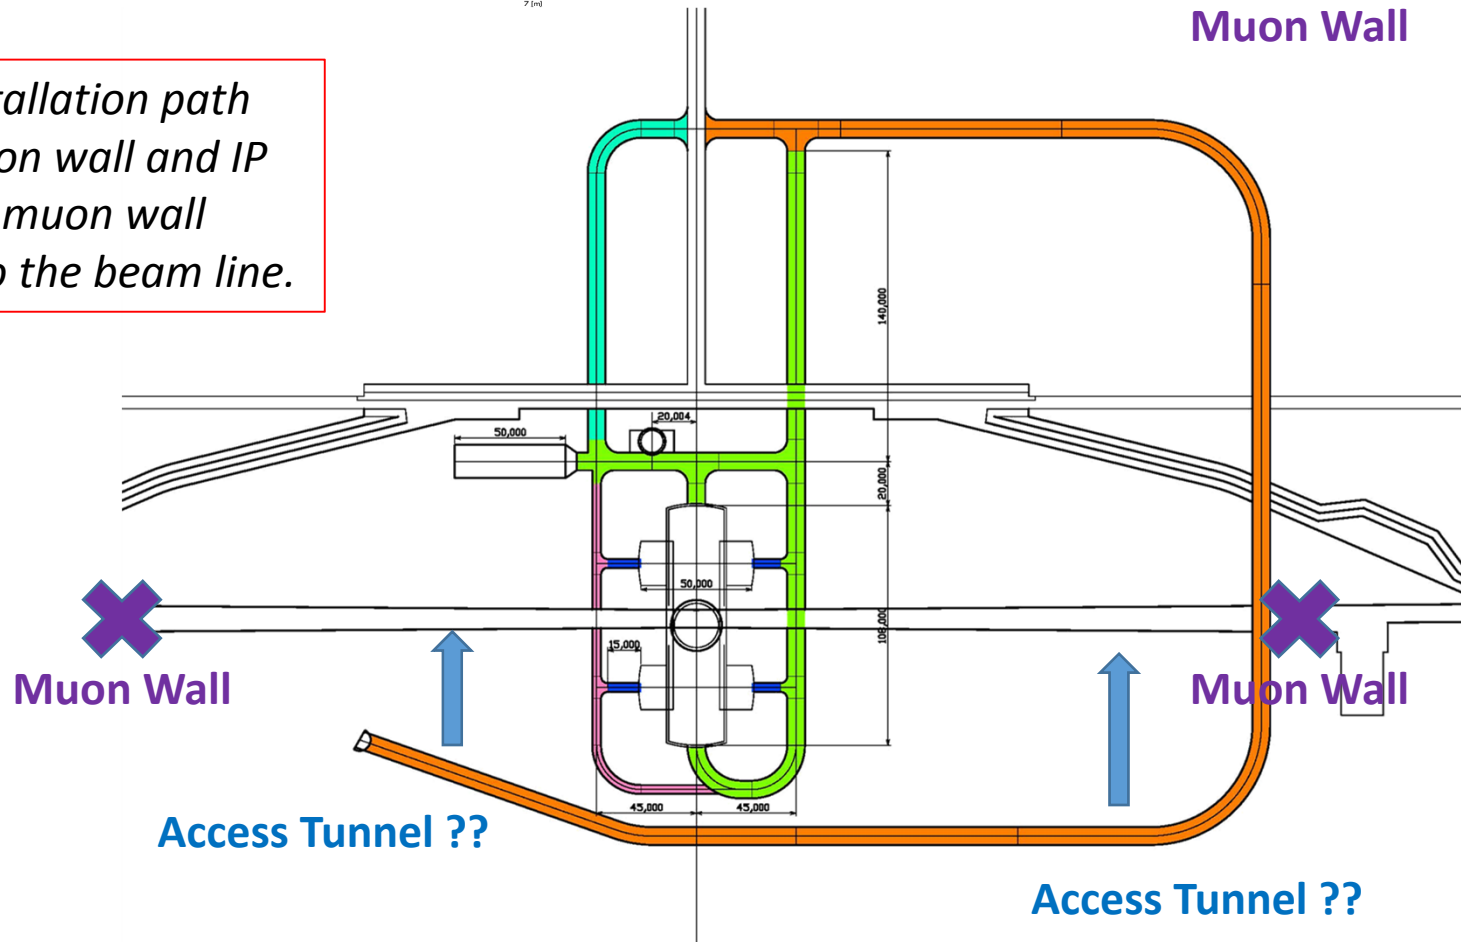 7 [m]
Muon Wall
allation path
on wall and IP
muon wall
o the beam line.
140,000
20,004
50,000
20,000
50,000
108,000
15,000
Muon Wall
Muon Wall
45,000
45,000
Access Tunnel ??
Access Tunnel ??